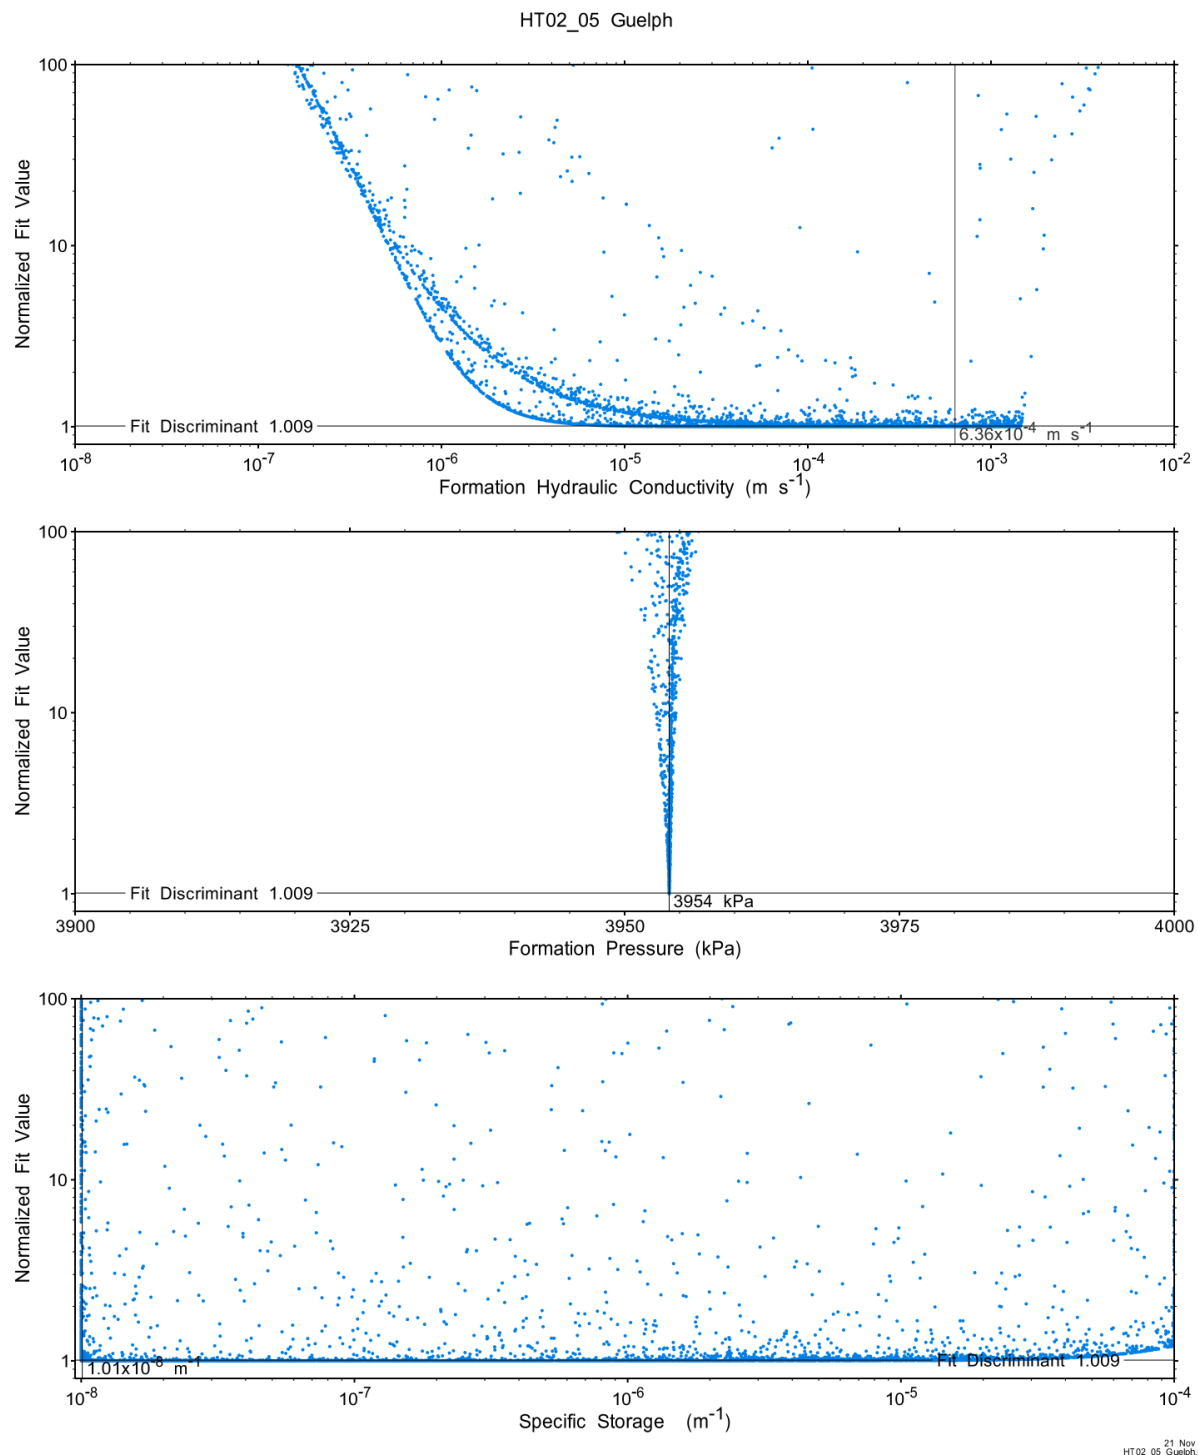 HT02_05 Guelph
100
10
1
Normalized Fit Value
Fit Discriminant 1.009
6.36x10-4 m s-1
10-8 10-7 10-6 10-5 10-4 10-3 10-2
Formation Hydraulic Conductivity (m s-1)
100
10
1
Normalized Fit Value
Fit Discriminant 1.009
3954 kPa
3900 3925 3950 3975 4000
Formation Pressure (kPa)
100
10
1
Normalized Fit Value
1.01x10-8 m-1
Fit Discriminant 1.009
10-8 10-7 10-6 10-5 10-4
Specific Storage (m-1)
21 Nov
HT02_05 Guelph.